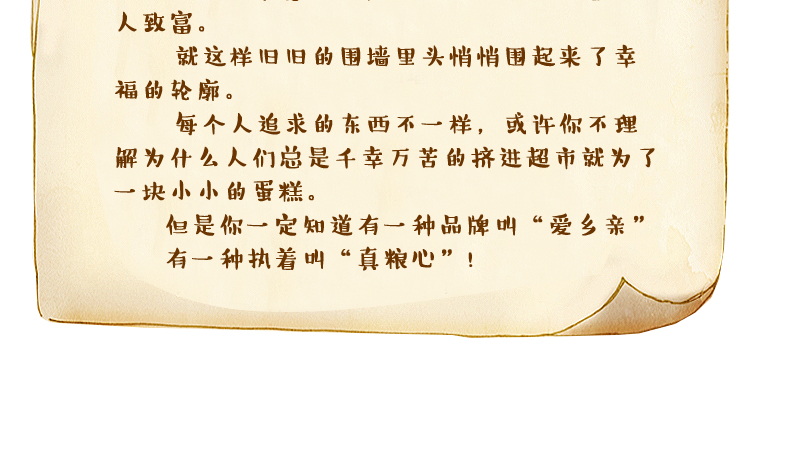 人致富。
就这样旧旧的围墙里头悄悄围起来了幸
福的轮廓。
每个人追求的东西不一样，或许你不理
解为什么人们总是千幸万苦的挤进超市就为了
一块小小的蛋糕。
但是你一定知道有一种品牌叫“爱乡亲”
有一种执着叫“真粮心”！